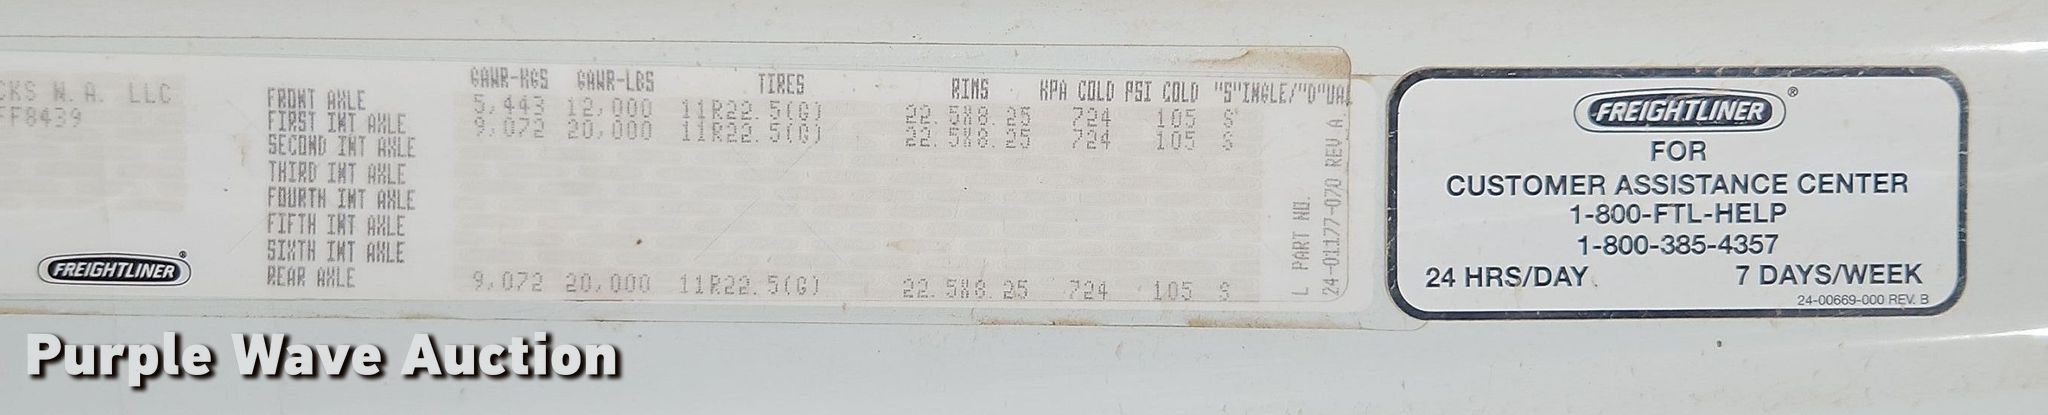 CKS N.A. LLC
FF8439
GAWR-KGS GAWR-LBS TIRES RIMS KPA COLD PSI COLD "S"INGLE/"D"UAL
FRONT AXLE 5,443 12,000 11R22.5(G) 22.5X8.25 724 105 S
FIRST INT AXLE 9,072 20,000 11R22.5(G) 22.5X8.25 724 105 S
SECOND INT AXLE
THIRD INT AXLE
FOURTH INT AXLE
FIFTH INT AXLE
SIXTH INT AXLE
REAR AXLE 9,072 20,000 11R22.5(G) 22.5X8.25 724 105 S
FREIGHTLINER®
L PART NO.
24-01177-070 REV A
FREIGHTLINER®
FOR
CUSTOMER ASSISTANCE CENTER
1-800-FTL-HELP
1-800-385-4357
24 HRS/DAY 7 DAYS/WEEK
24-00669-000 REV. B
Purple Wave Auction